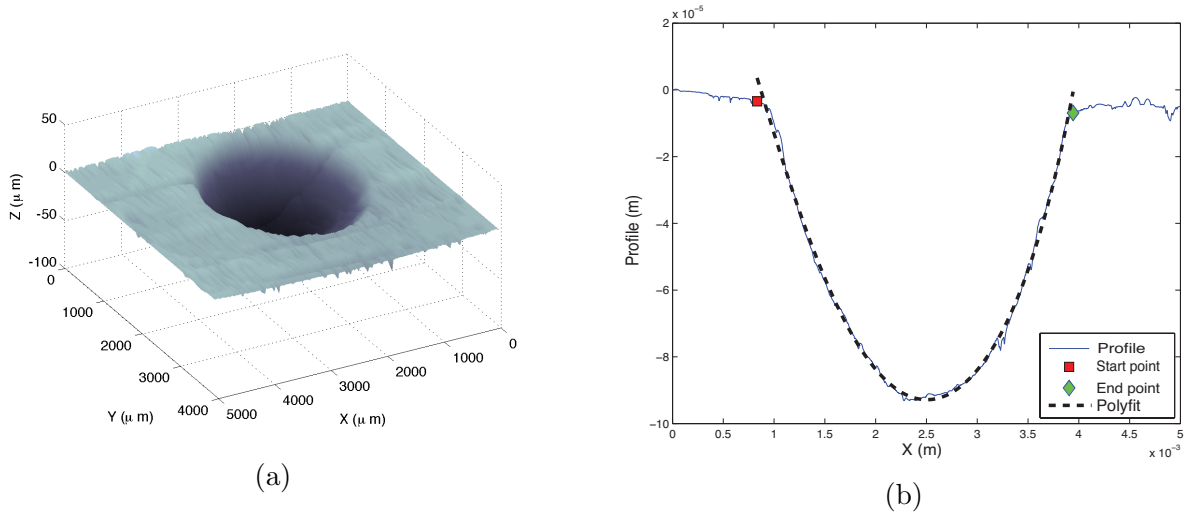 50
0
-50
-100
Z (μ m)
0
1000
2000
3000
4000
Y (μ m)
5000
4000
3000
2000
1000
0
X (μ m)
(a)
x 10⁻⁵
2
0
−2
−4
−6
−8
−10
Profile (m)
0
0.5
1
1.5
2
2.5
3
3.5
4
4.5
5
x 10⁻³
X (m)
Profile
Start point
End point
Polyfit
(b)